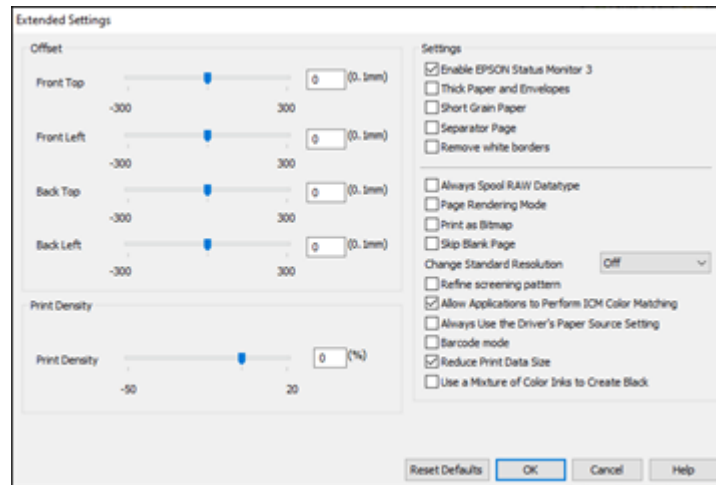 Extended Settings
Offset
Front Top
0
(0.1mm)
-300
300
Front Left
0
(0.1mm)
-300
300
Back Top
0
(0.1mm)
-300
300
Back Left
0
(0.1mm)
-300
300
Print Density
Print Density
0
(%)
-50
20
Settings
Enable EPSON Status Monitor 3
Thick Paper and Envelopes
Short Grain Paper
Separator Page
Remove white borders
Always Spool RAW Datatype
Page Rendering Mode
Print as Bitmap
Skip Blank Page
Change Standard Resolution
Off
Refine screening pattern
Allow Applications to Perform ICM Color Matching
Always Use the Driver's Paper Source Setting
Barcode mode
Reduce Print Data Size
Use a Mixture of Color Inks to Create Black
Reset Defaults
OK
Cancel
Help